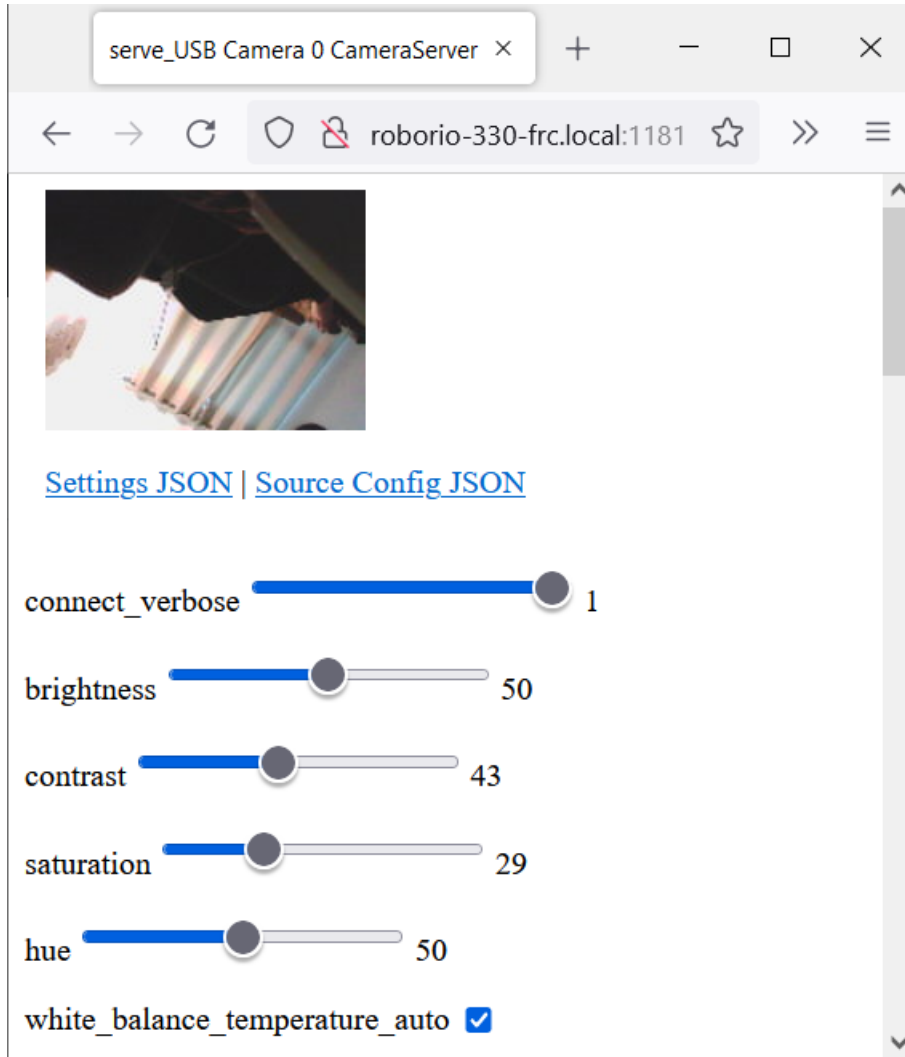 serve_USB Camera 0 CameraServer
roborio-330-frc.local:1181
Settings JSON | Source Config JSON
connect_verbose 1
brightness 50
contrast 43
saturation 29
hue 50
white_balance_temperature_auto